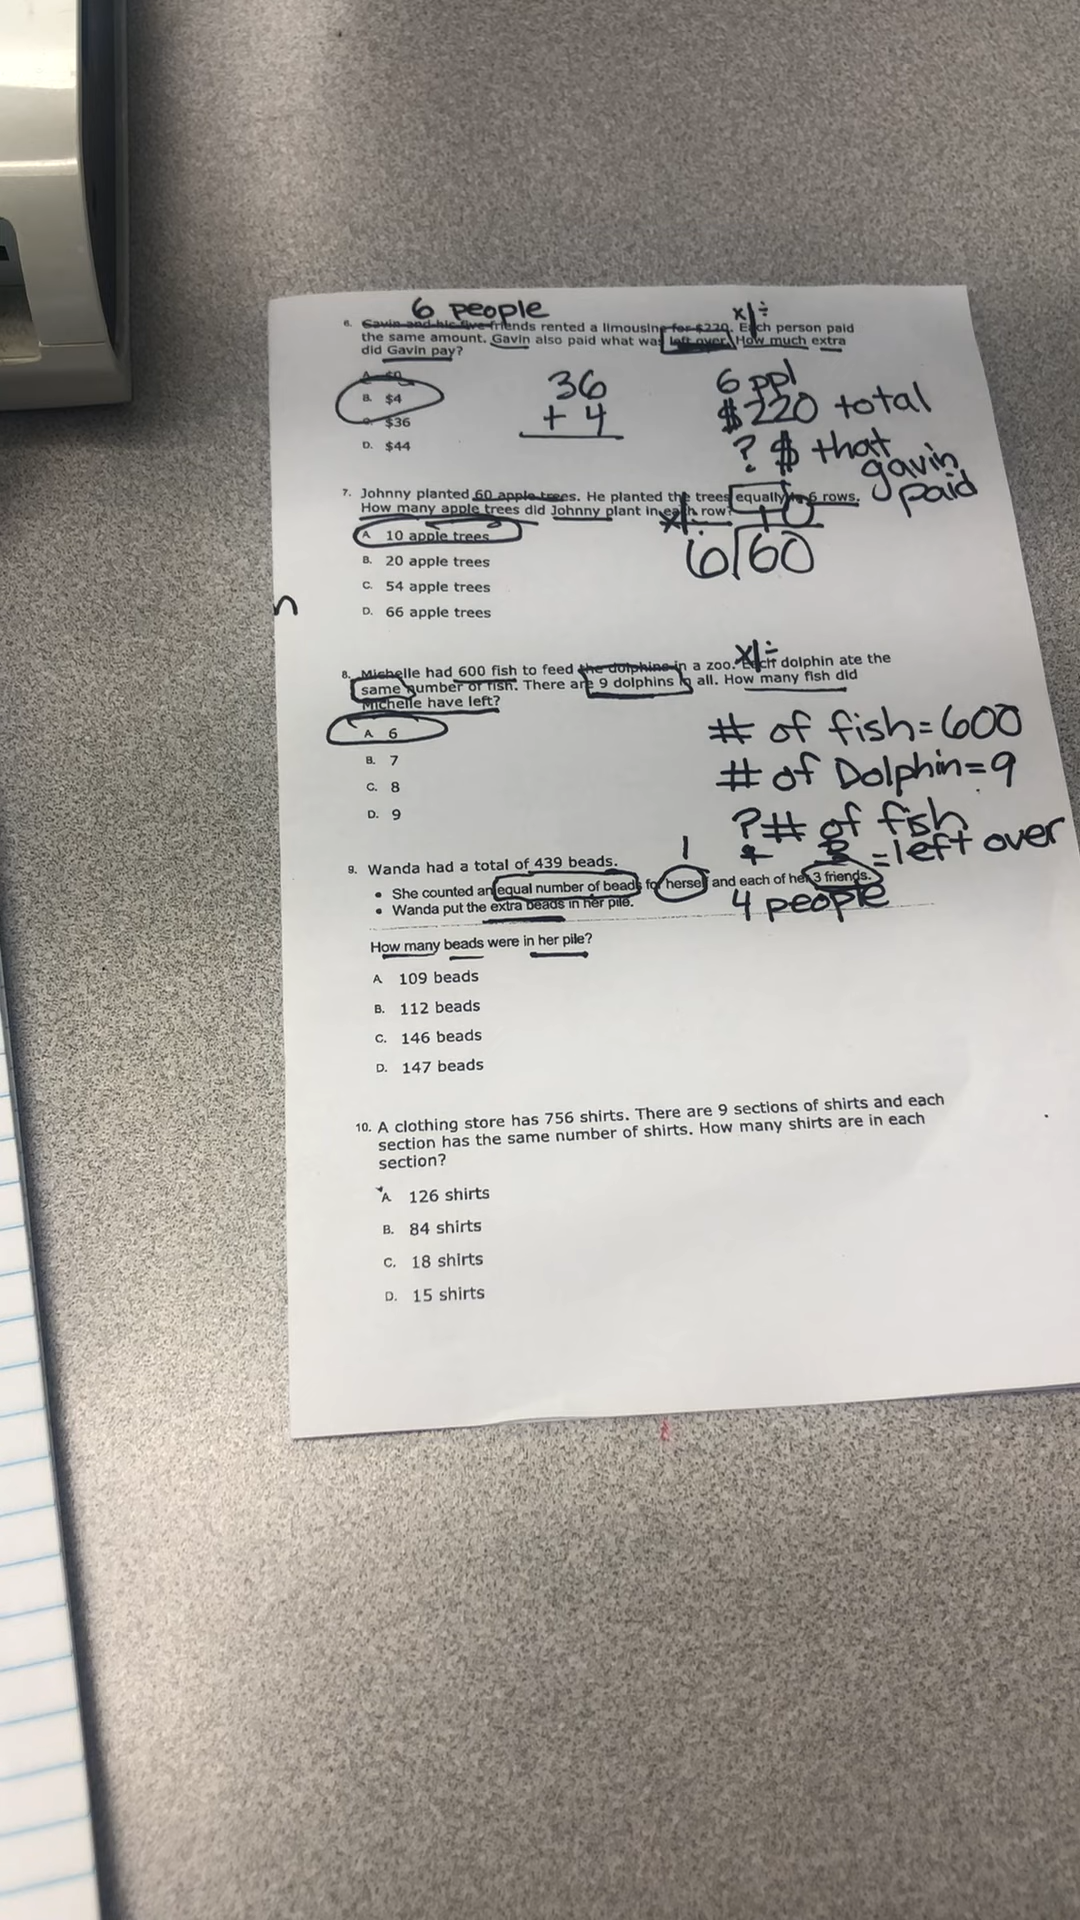 6 people
x|÷
6. Gavin and his five friends rented a limousine for $220. Each person paid
the same amount. Gavin also paid what was left over. How much extra
did Gavin pay?
A. $0
B. $4
C. $36
D. $44
36
+ 4
6 ppl
$220 total
? $ that
gavin
paid
7. Johnny planted 60 apple trees. He planted the trees equally in 6 rows.
How many apple trees did Johnny plant in each row?
x|÷
10
6)60
A. 10 apple trees
B. 20 apple trees
C. 54 apple trees
D. 66 apple trees
n
x|÷
8. Michelle had 600 fish to feed the dolphins in a zoo. Each dolphin ate the
same number of fish. There are 9 dolphins in all. How many fish did
Michelle have left?
A. 6
B. 7
C. 8
D. 9
# of fish=600
# of Dolphin=9
?# of fish
=left over
1
9. Wanda had a total of 439 beads.
• She counted an equal number of beads for herself and each of her 3 friends.
• Wanda put the extra beads in her pile.
4 people
How many beads were in her pile?
A. 109 beads
B. 112 beads
C. 146 beads
D. 147 beads
10. A clothing store has 756 shirts. There are 9 sections of shirts and each
section has the same number of shirts. How many shirts are in each
section?
A. 126 shirts
B. 84 shirts
C. 18 shirts
D. 15 shirts